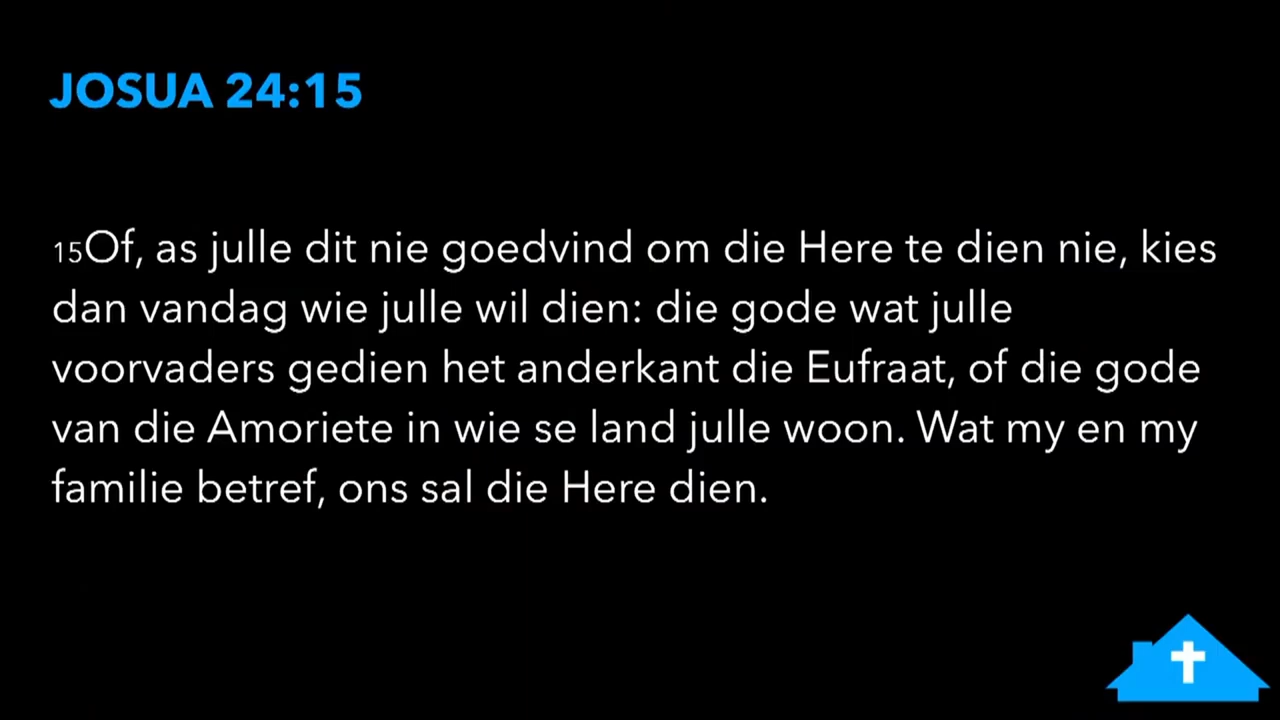 JOSUA 24:15
15Of, as julle dit nie goedvind om die Here te dien nie, kies
dan vandag wie julle wil dien: die gode wat julle
voorvaders gedien het anderkant die Eufraat, of die gode
van die Amoriete in wie se land julle woon. Wat my en my
familie betref, ons sal die Here dien.